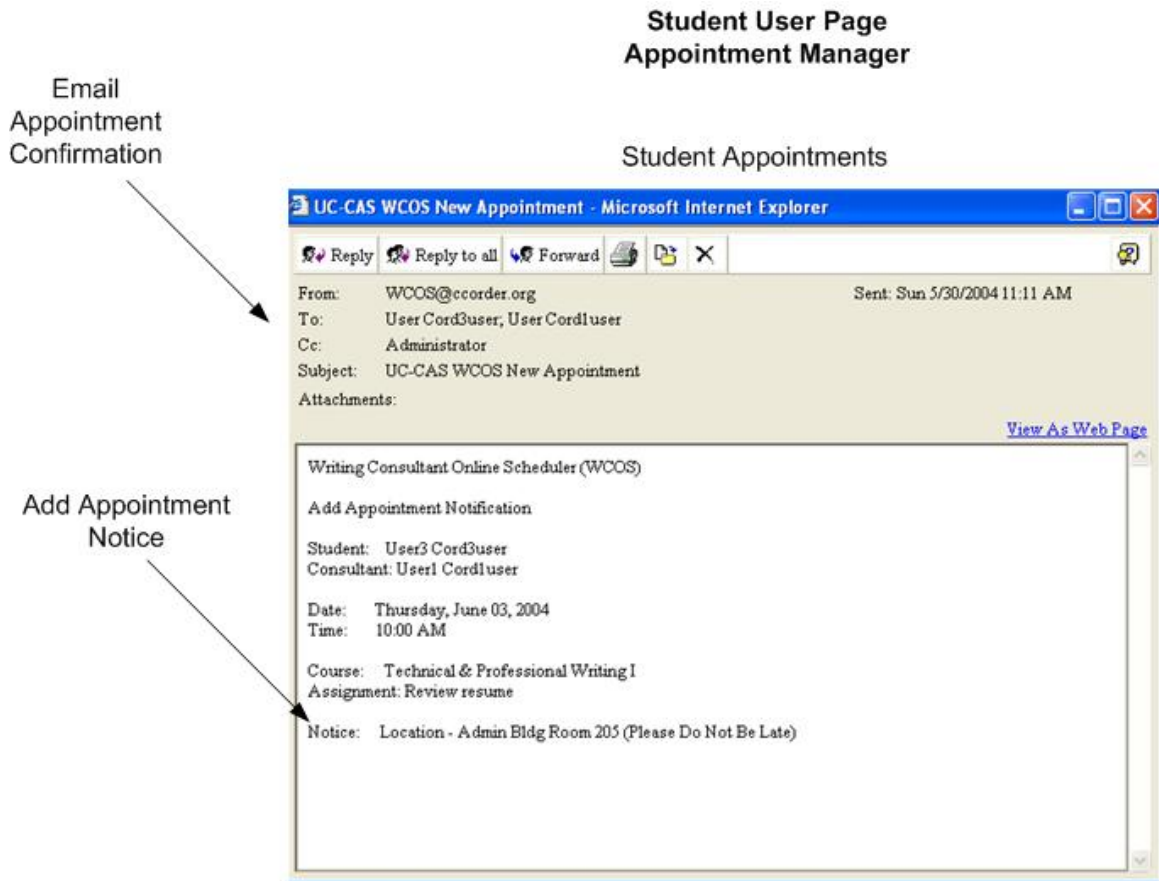 Student User Page
Appointment Manager
Email
Appointment
Confirmation
Student Appointments
UC-CAS WCOS New Appointment - Microsoft Internet Explorer
Reply Reply to all Forward
From: WCOS@ccorder.org Sent: Sun 5/30/2004 11:11 AM
To: User Cord3user; User Cord1user
Cc: Administrator
Subject: UC-CAS WCOS New Appointment
Attachments:
View As Web Page
Writing Consultant Online Scheduler (WCOS)
Add Appointment Notification
Add Appointment
Notice
Student: User3 Cord3user
Consultant: User1 Cord1user
Date: Thursday, June 03, 2004
Time: 10:00 AM
Course: Technical & Professional Writing I
Assignment: Review resume
Notice: Location - Admin Bldg Room 205 (Please Do Not Be Late)